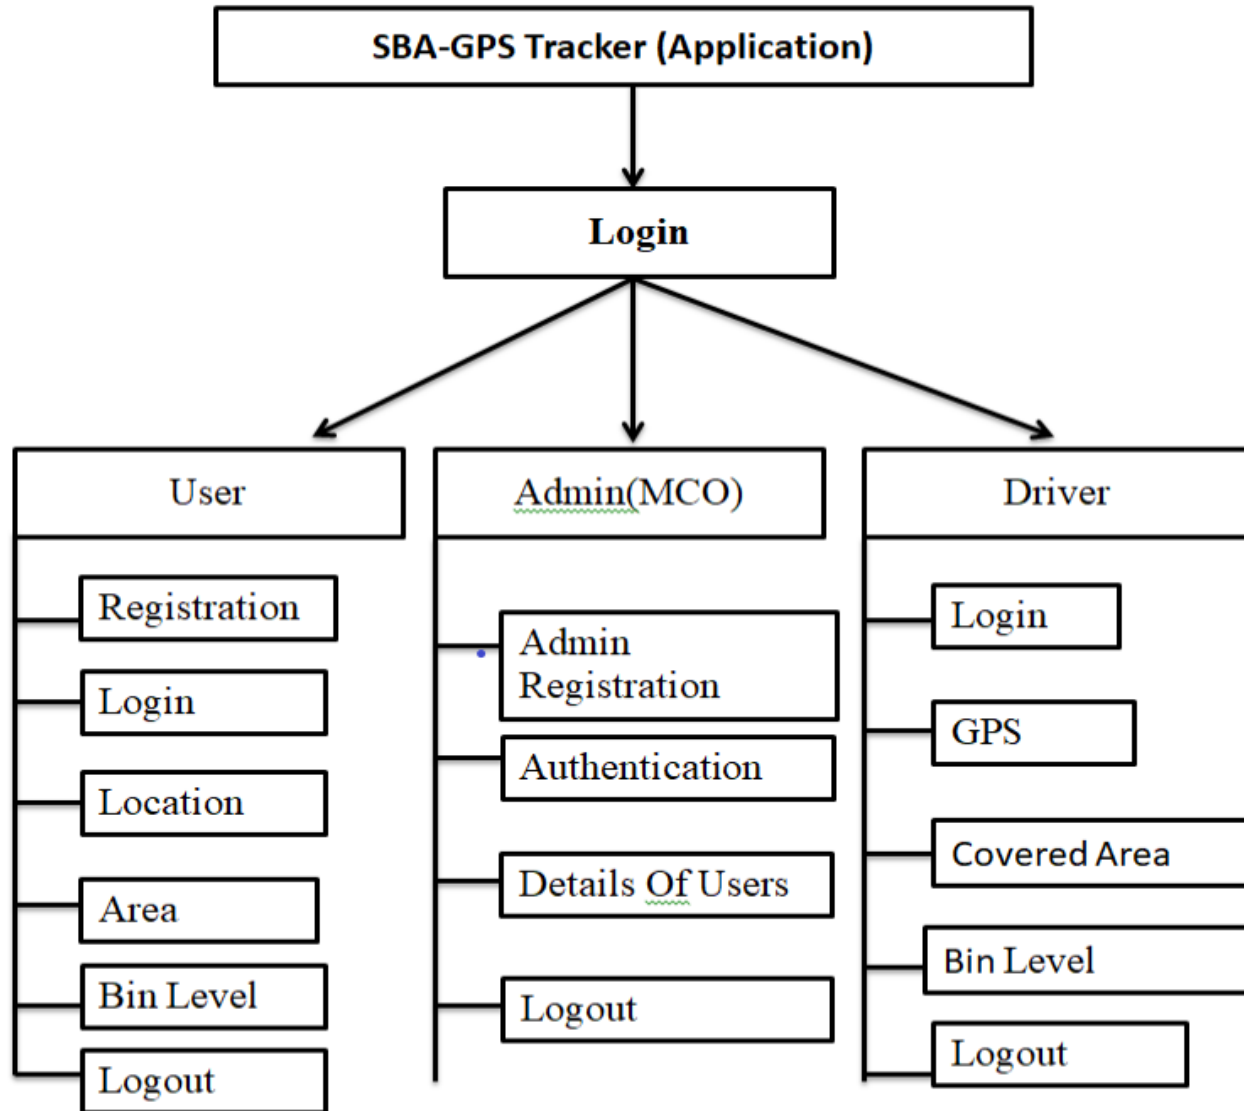 SBA-GPS Tracker (Application)
Login
User
Registration
Login
Location
Area
Bin Level
Logout
Admin(MCO)
Admin
Registration
Authentication
Details Of Users
Logout
Driver
Login
GPS
Covered Area
Bin Level
Logout